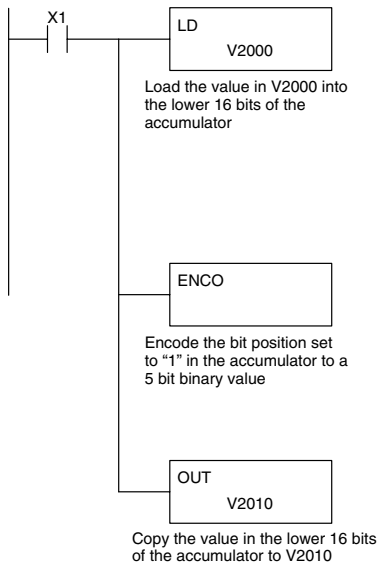 X1
LD
V2000
Load the value in V2000 into
the lower 16 bits of the
accumulator
ENCO
Encode the bit position set
to “1” in the accumulator to a
5 bit binary value
OUT
V2010
Copy the value in the lower 16 bits
of the accumulator to V2010